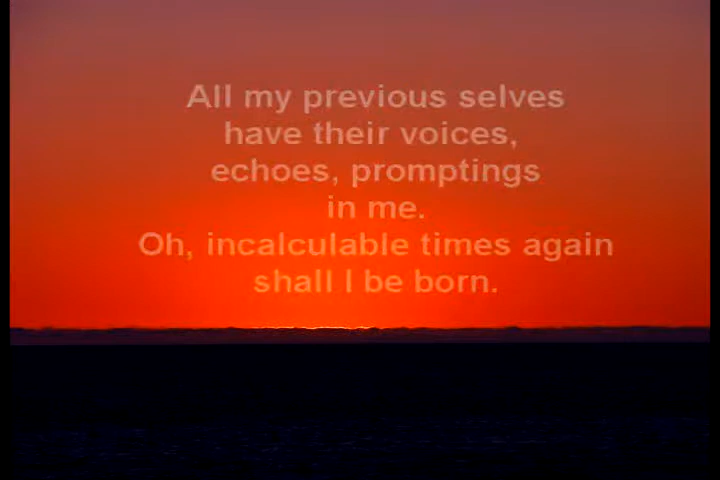 All my previous selves
have their voices,
echoes, promptings
in me.
Oh, incalculable times again
shall I be born.